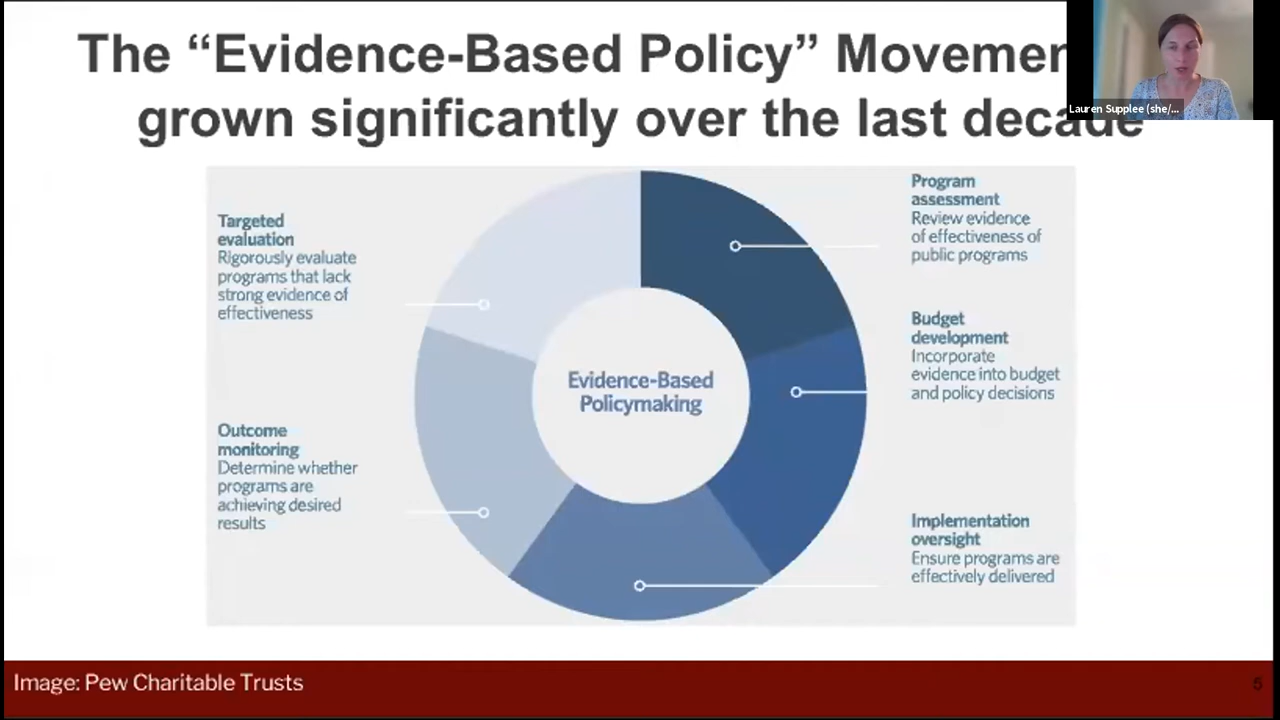 The “Evidence-Based Policy” Movemen
grown significantly over the last decade
Lauren Supplee (she/...
Targeted
evaluation
Rigorously evaluate
programs that lack
strong evidence of
effectiveness
Outcome
monitoring
Determine whether
programs are
achieving desired
results
Evidence-Based
Policymaking
Program
assessment
Review evidence
of effectiveness of
public programs
Budget
development
Incorporate
evidence into budget
and policy decisions
Implementation
oversight
Ensure programs are
effectively delivered
Image: Pew Charitable Trusts
5